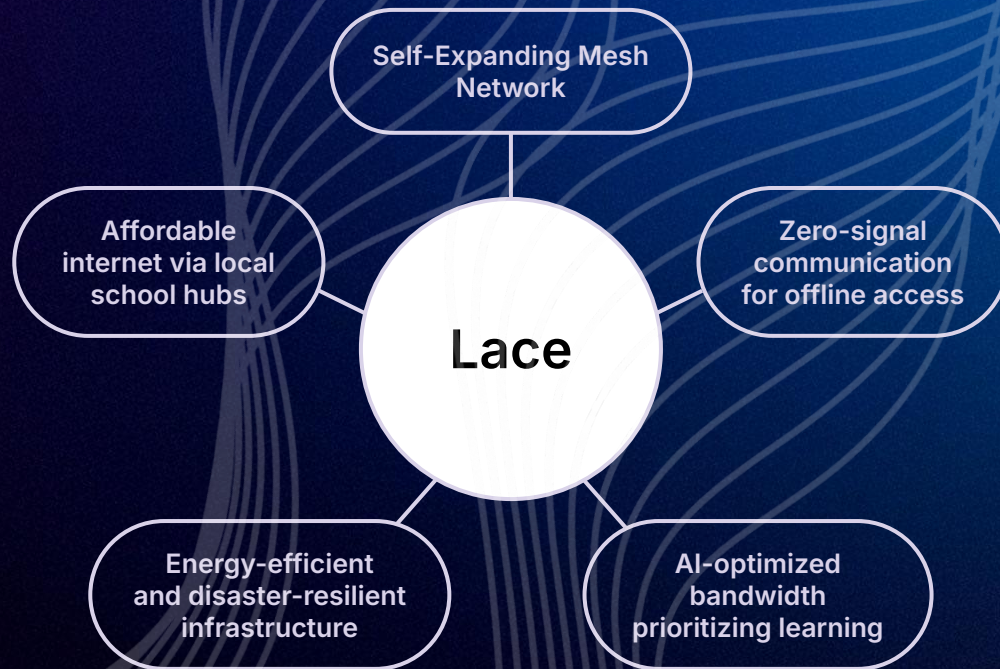 Self-Expanding Mesh
Network
Affordable
internet via local
school hubs
Zero-signal
communication
for offline access
Lace
Energy-efficient
and disaster-resilient
infrastructure
AI-optimized
bandwidth
prioritizing learning